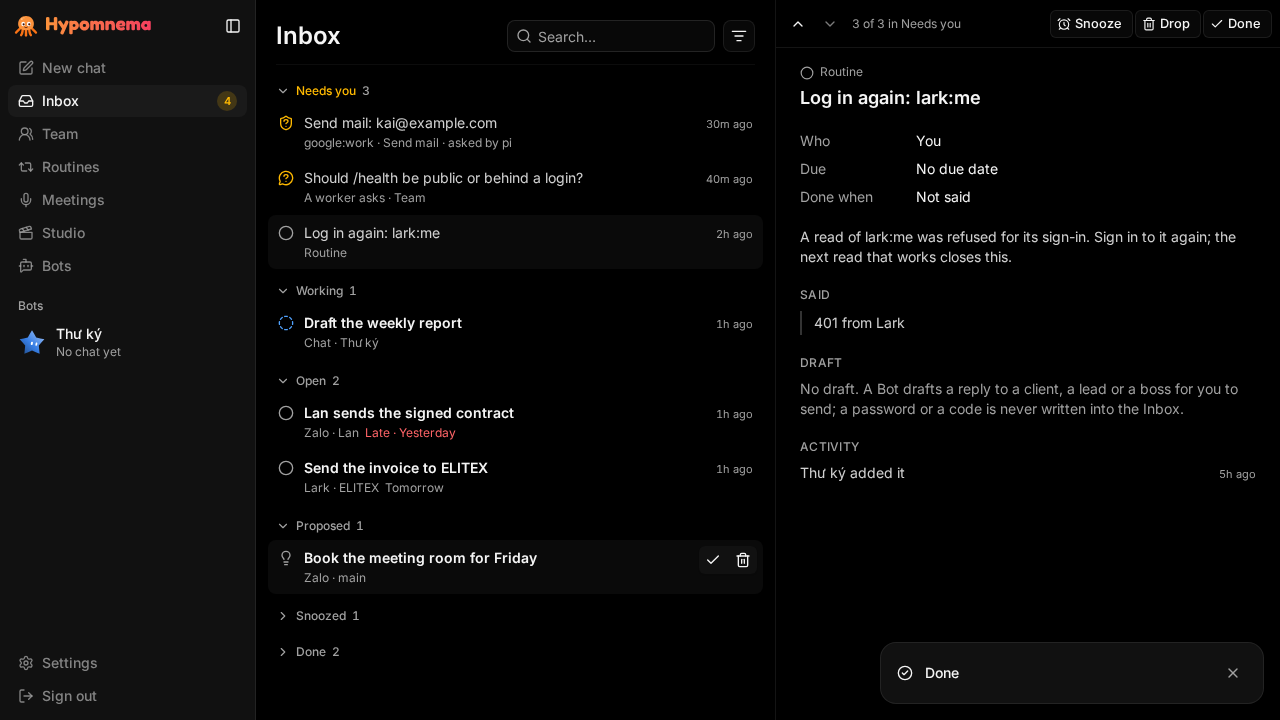 Hypomnema
New chat
Inbox
4
Team
Routines
Meetings
Studio
Bots
Bots
Thư ký
No chat yet
Settings
Sign out
Inbox
Search...
Needs you 3
Send mail: kai@example.com
30m ago
google:work · Send mail · asked by pi
Should /health be public or behind a login?
40m ago
A worker asks · Team
Log in again: lark:me
2h ago
Routine
Working 1
Draft the weekly report
1h ago
Chat · Thư ký
Open 2
Lan sends the signed contract
1h ago
Zalo · Lan Late · Yesterday
Send the invoice to ELITEX
1h ago
Lark · ELITEX Tomorrow
Proposed 1
Book the meeting room for Friday
Zalo · main
Snoozed 1
Done 2
3 of 3 in Needs you
Snooze
Drop
Done
Routine
Log in again: lark:me
Who You
Due No due date
Done when Not said
A read of lark:me was refused for its sign-in. Sign in to it again; the
next read that works closes this.
SAID
401 from Lark
DRAFT
No draft. A Bot drafts a reply to a client, a lead or a boss for you to
send; a password or a code is never written into the Inbox.
ACTIVITY
Thư ký added it
5h ago
Done